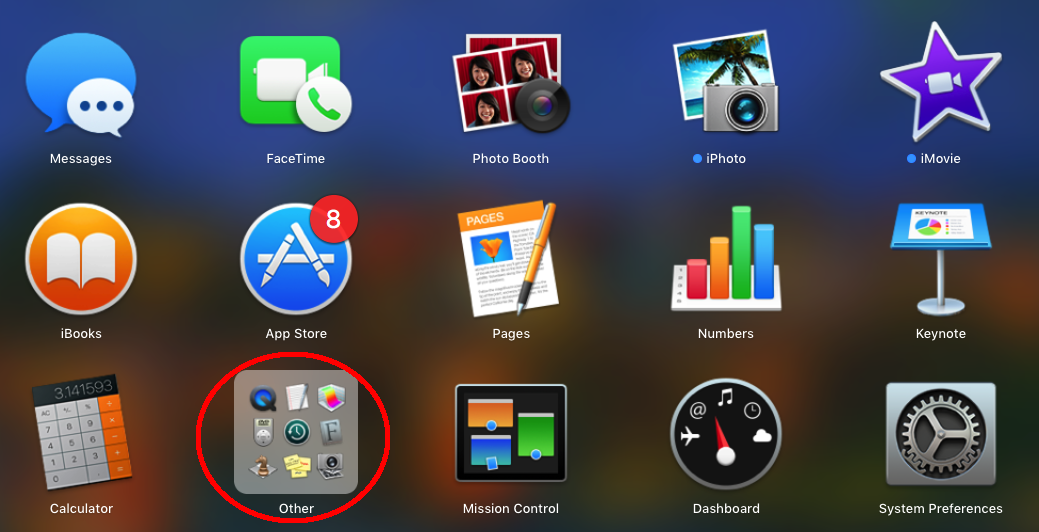 Messages
FaceTime
Photo Booth
iPhoto
iMovie
8
PAGES
KEYNOTE
iBooks
App Store
Pages
Numbers
Keynote
3.141593
AC
%
7 8 9
4 5 6
1 2 3
0
@
F
Calculator
Other
Mission Control
Dashboard
System Preferences